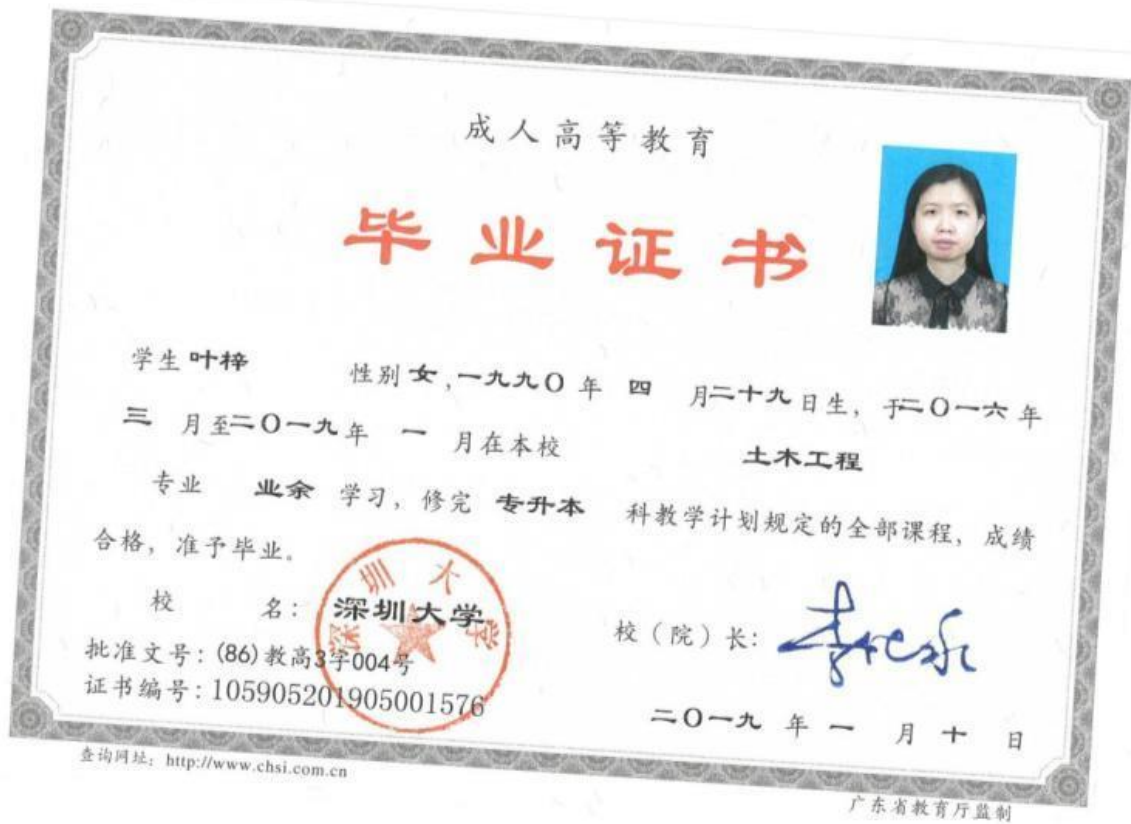 成人高等教育
毕业证书
学生 叶梓 性别 女,一九九〇 年 四 月二十九日生, 于二〇一六年
三 月至二〇一九年 一 月在本校 土木工程
专业 业余 学习, 修完 专升本 科教学计划规定的全部课程, 成绩
合格, 准予毕业。
校 名: 深圳大学
深圳大学
校(院)长:
批准文号: (86)教高3字004号
证书编号: 105905201905001576
二〇一九 年 一 月 十 日
查询网址: http://www.chsi.com.cn
广东省教育厅监制